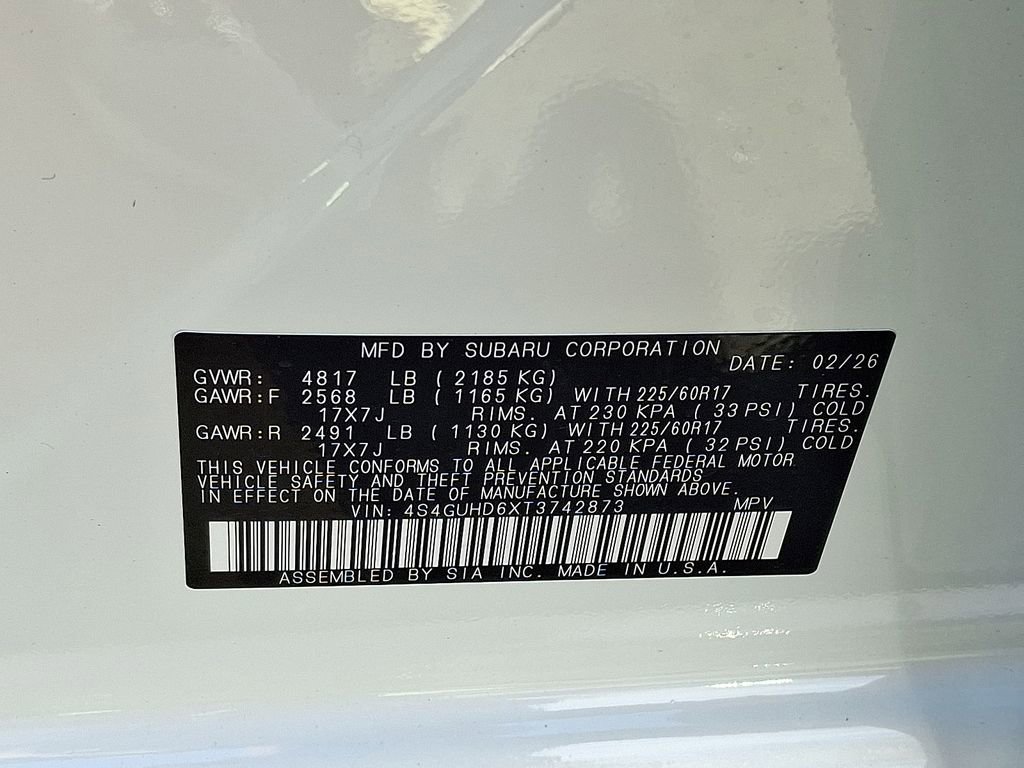 MFD BY SUBARU CORPORATION DATE: 02/26
GVWR: 4817 LB ( 2185 KG)
GAWR:F 2568 LB ( 1165 KG) WITH 225/60R17 TIRES.
17X7J RIMS. AT 230 KPA ( 33 PSI) COLD
GAWR:R 2491 LB ( 1130 KG) WITH 225/60R17 TIRES.
17X7J RIMS. AT 220 KPA ( 32 PSI) COLD
THIS VEHICLE CONFORMS TO ALL APPLICABLE FEDERAL MOTOR
VEHICLE SAFETY AND THEFT PREVENTION STANDARDS
IN EFFECT ON THE DATE OF MANUFACTURE SHOWN ABOVE.
VIN: 4S4GUHD6XT3742873 MPV
ASSEMBLED BY SIA INC. MADE IN U.S.A.